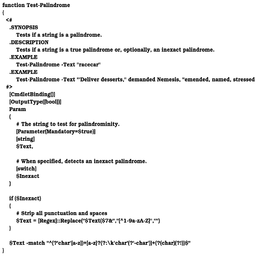 function Test-Palindrome
{
<#
.SYNOPSIS
Tests if a string is a palindrome.
.DESCRIPTION
Tests if a string is a true palindrome or, optionally, an inexact palindrome.
.EXAMPLE
Test-Palindrome -Text "racecar"
.EXAMPLE
Test-Palindrome -Text '"Deliver desserts," demanded Nemesis, "emended, named, stressed
#>
[CmdletBinding()]
[OutputType([bool])]
Param
(
# The string to test for palindrominity.
[Parameter(Mandatory=$true)]
[string]
$Text,
# When specified, detects an inexact palindrome.
[switch]
$Inexact
)
if ($Inexact)
{
# Strip all punctuation and spaces
$Text = [Regex]::Replace("$Text($7&","[^1-9a-zA-Z]","")
}
$Text -match "^(?'char'[a-z])+[a-z]?(?:\k'char'(?'-char'))+(?(char)(?!))$"
}